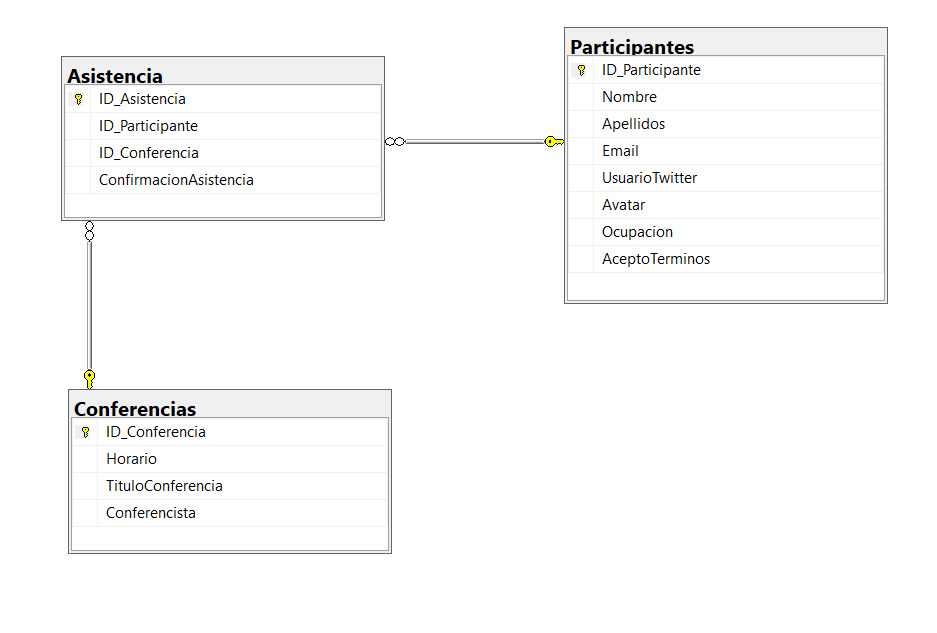 Asistencia
ID_Asistencia
ID_Participante
ID_Conferencia
ConfirmacionAsistencia
Participantes
ID_Participante
Nombre
Apellidos
Email
UsuarioTwitter
Avatar
Ocupacion
AceptoTerminos
Conferencias
ID_Conferencia
Horario
TituloConferencia
Conferencista